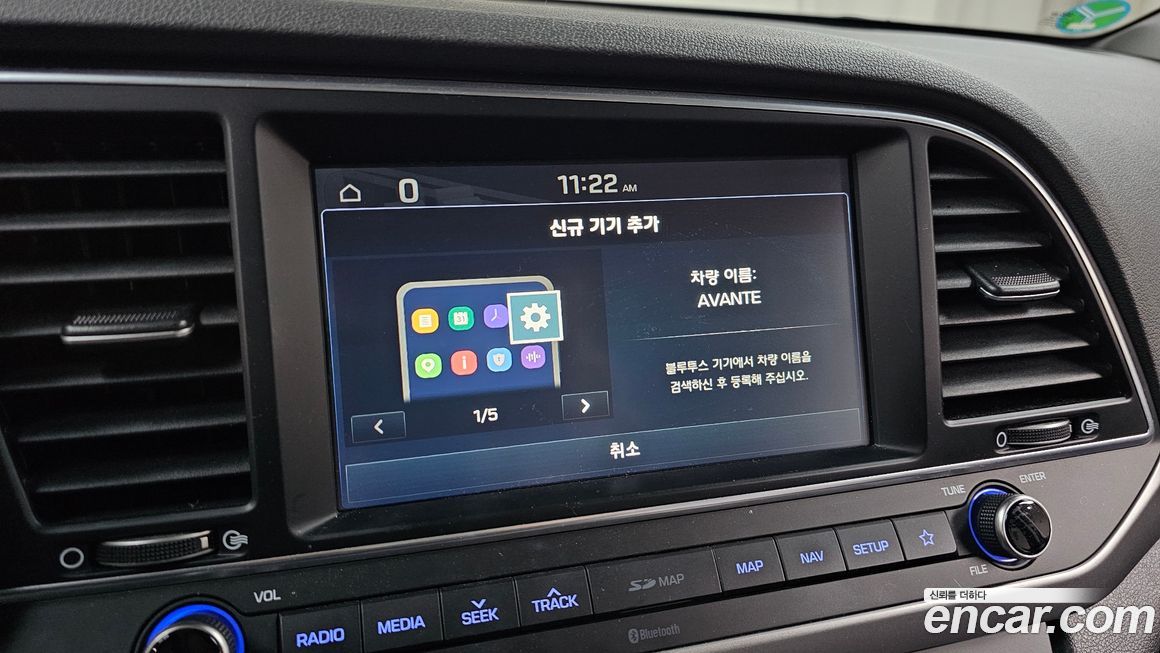 0
11:22 AM
신규 기기 추가
차량 이름:
AVANTE
31
블루투스 기기에서 차량 이름을
검색하신 후 등록해 주십시오.
<
1/5
>
취소
TUNE
ENTER
FILE
VOL
RADIO
MEDIA
SEEK
TRACK
SD MAP
MAP
NAV
SETUP
Bluetooth
신뢰를 더하다
encar.com